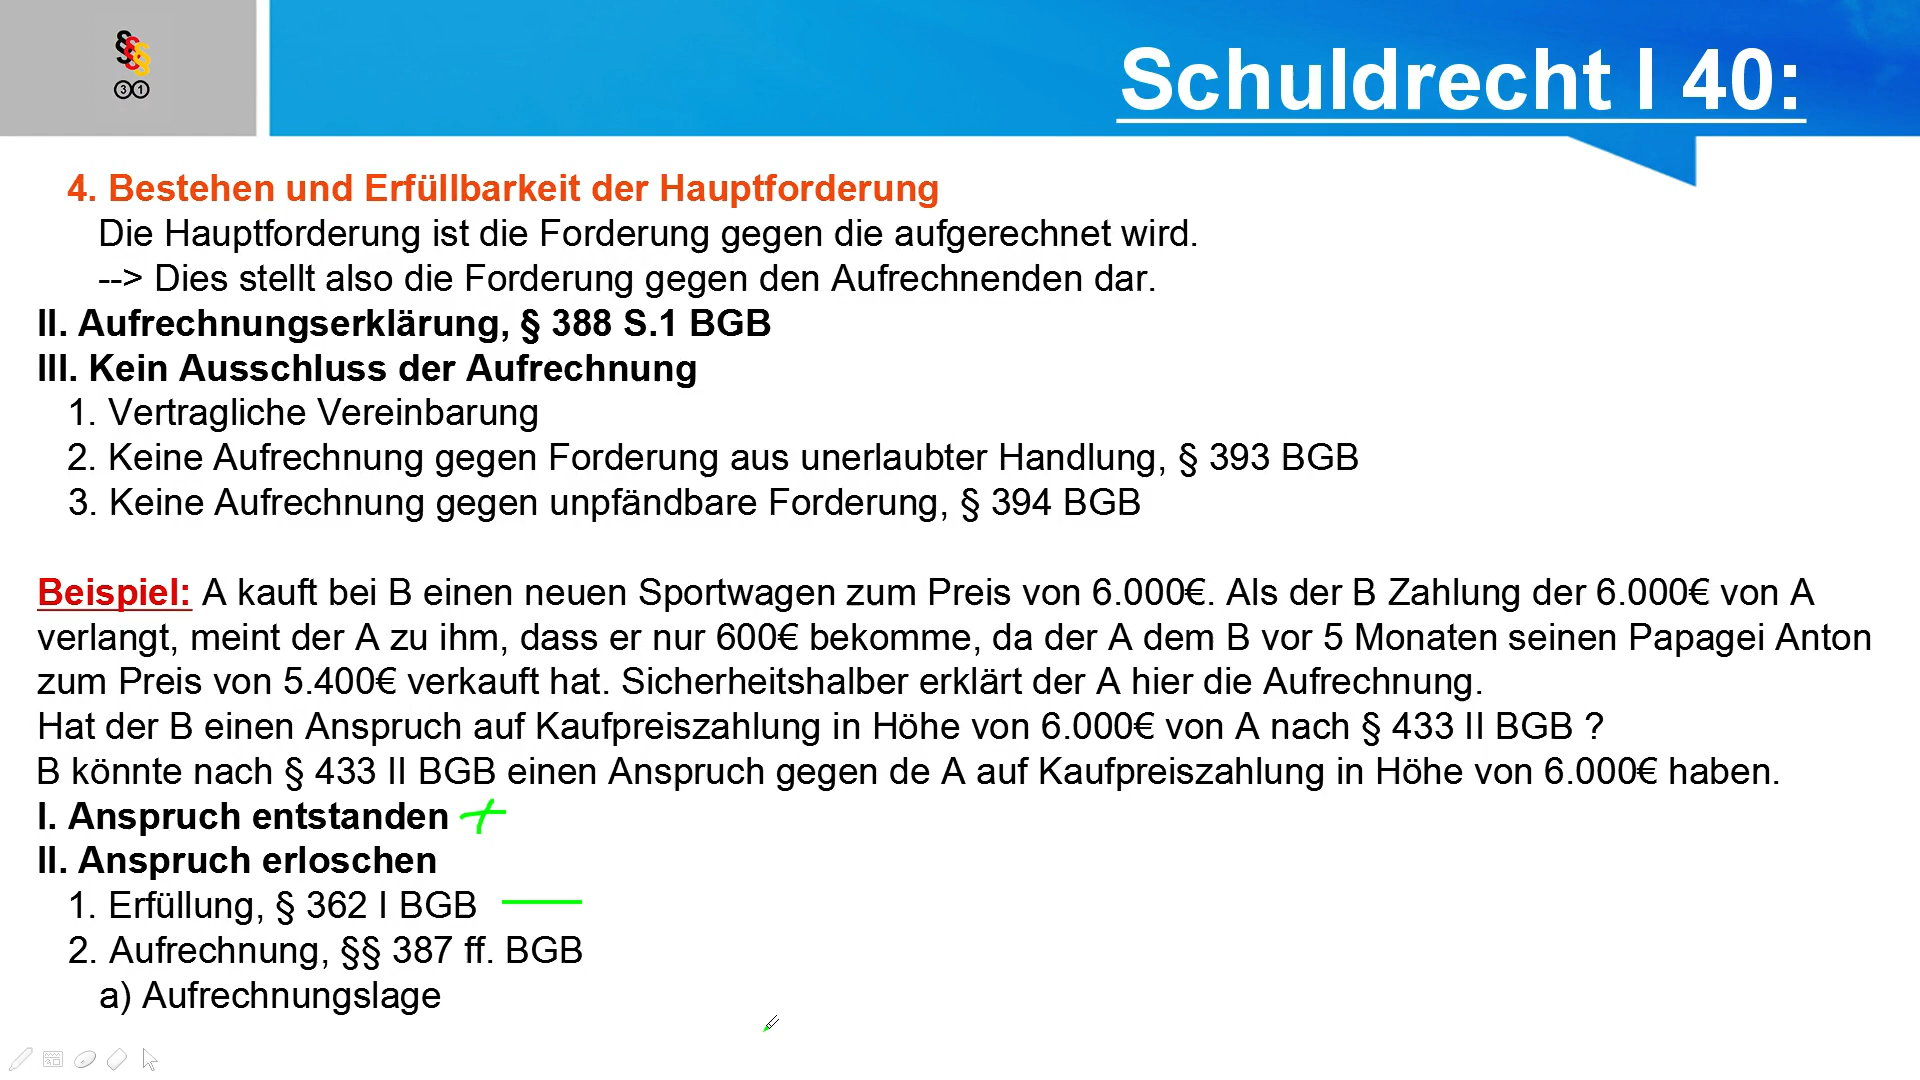 §§§
31
Schuldrecht I 40:
4. Bestehen und Erfüllbarkeit der Hauptforderung
Die Hauptforderung ist die Forderung gegen die aufgerechnet wird.
--> Dies stellt also die Forderung gegen den Aufrechnenden dar.
II. Aufrechnungserklärung, § 388 S.1 BGB
III. Kein Ausschluss der Aufrechnung
1. Vertragliche Vereinbarung
2. Keine Aufrechnung gegen Forderung aus unerlaubter Handlung, § 393 BGB
3. Keine Aufrechnung gegen unpfändbare Forderung, § 394 BGB
Beispiel: A kauft bei B einen neuen Sportwagen zum Preis von 6.000€. Als der B Zahlung der 6.000€ von A
verlangt, meint der A zu ihm, dass er nur 600€ bekomme, da der A dem B vor 5 Monaten seinen Papagei Anton
zum Preis von 5.400€ verkauft hat. Sicherheitshalber erklärt der A hier die Aufrechnung.
Hat der B einen Anspruch auf Kaufpreiszahlung in Höhe von 6.000€ von A nach § 433 II BGB ?
B könnte nach § 433 II BGB einen Anspruch gegen de A auf Kaufpreiszahlung in Höhe von 6.000€ haben.
I. Anspruch entstanden +
II. Anspruch erloschen
1. Erfüllung, § 362 I BGB —
2. Aufrechnung, §§ 387 ff. BGB
a) Aufrechnungslage